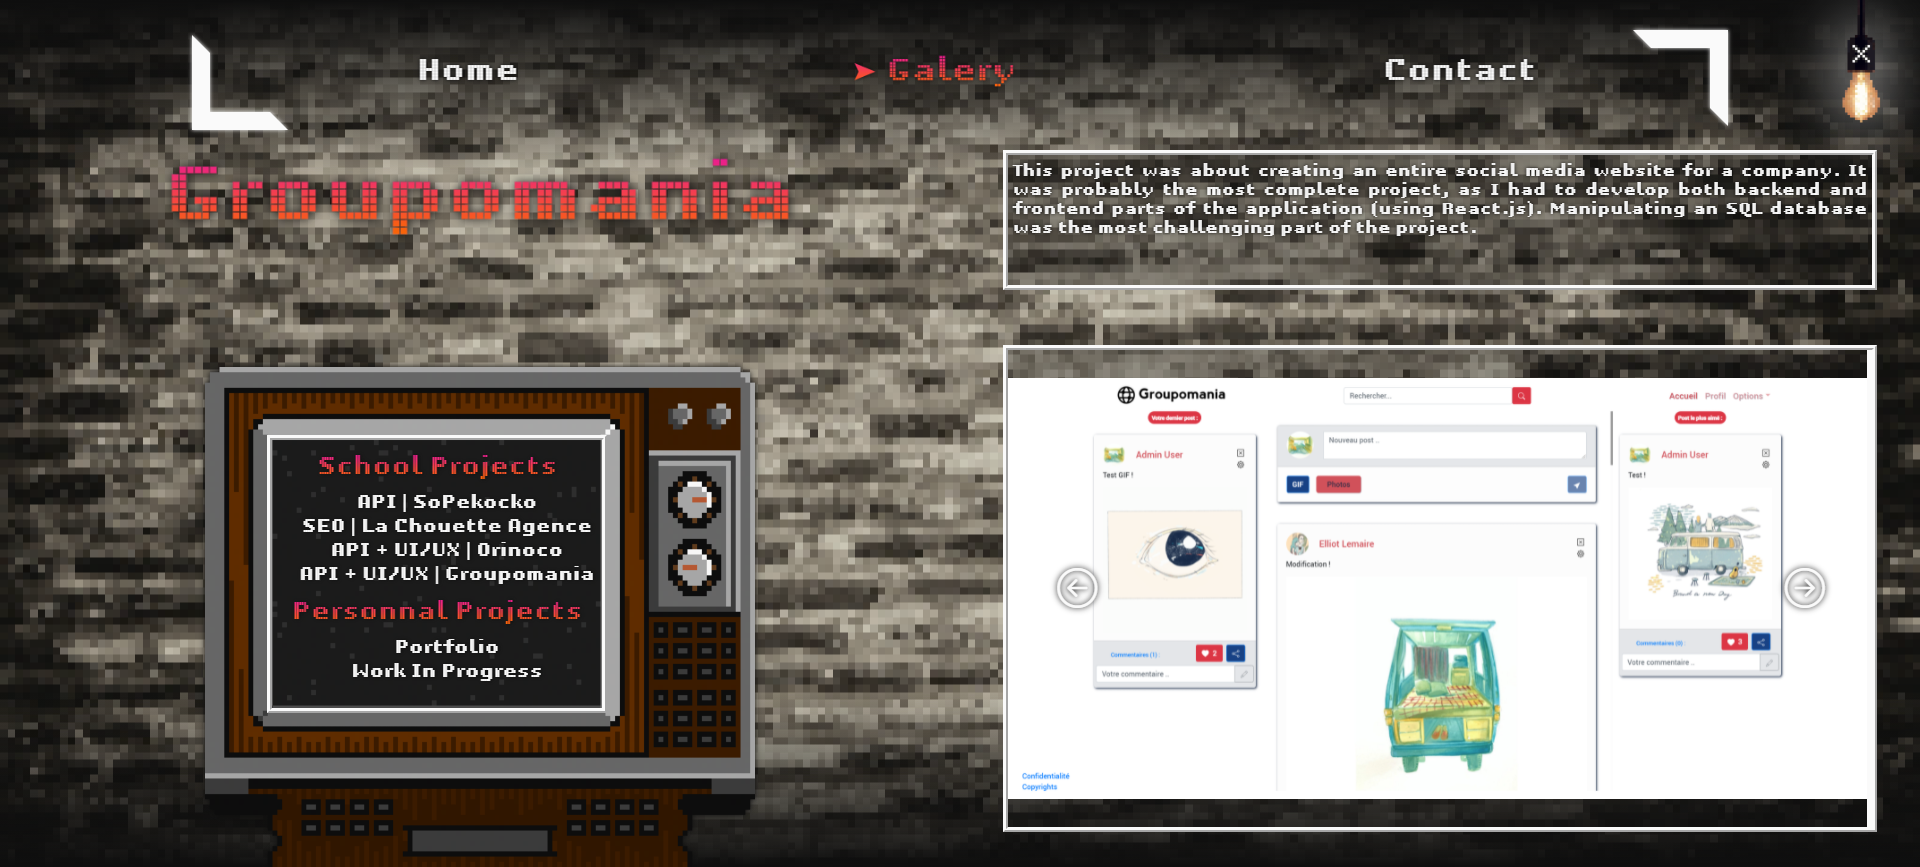 Home
Galery
Contact
Groupomania
This project was about creating an entire social media website for a company. It
was probably the most complete project, as I had to develop both backend and
frontend parts of the application (using React.js). Manipulating an SQL database
was the most challenging part of the project.
School Projects
API | SoPekocko
SEO | La Chouette Agence
API + UI/UX | Orinoco
API + UI/UX | Groupomania
Personnal Projects
Portfolio
Work In Progress
Groupomania
Rechercher...
Accueil Profil Options
Votre dernier post :
Admin User
Test GIF !
Commentaires (1) :
2
Votre commentaire ..
Nouveau post ..
GIF
Photos
Elliot Lemaire
Modification !
Post le plus aimé :
Admin User
Test !
Commentaires (0) :
3
Votre commentaire ..
Confidentialité
Copyrights